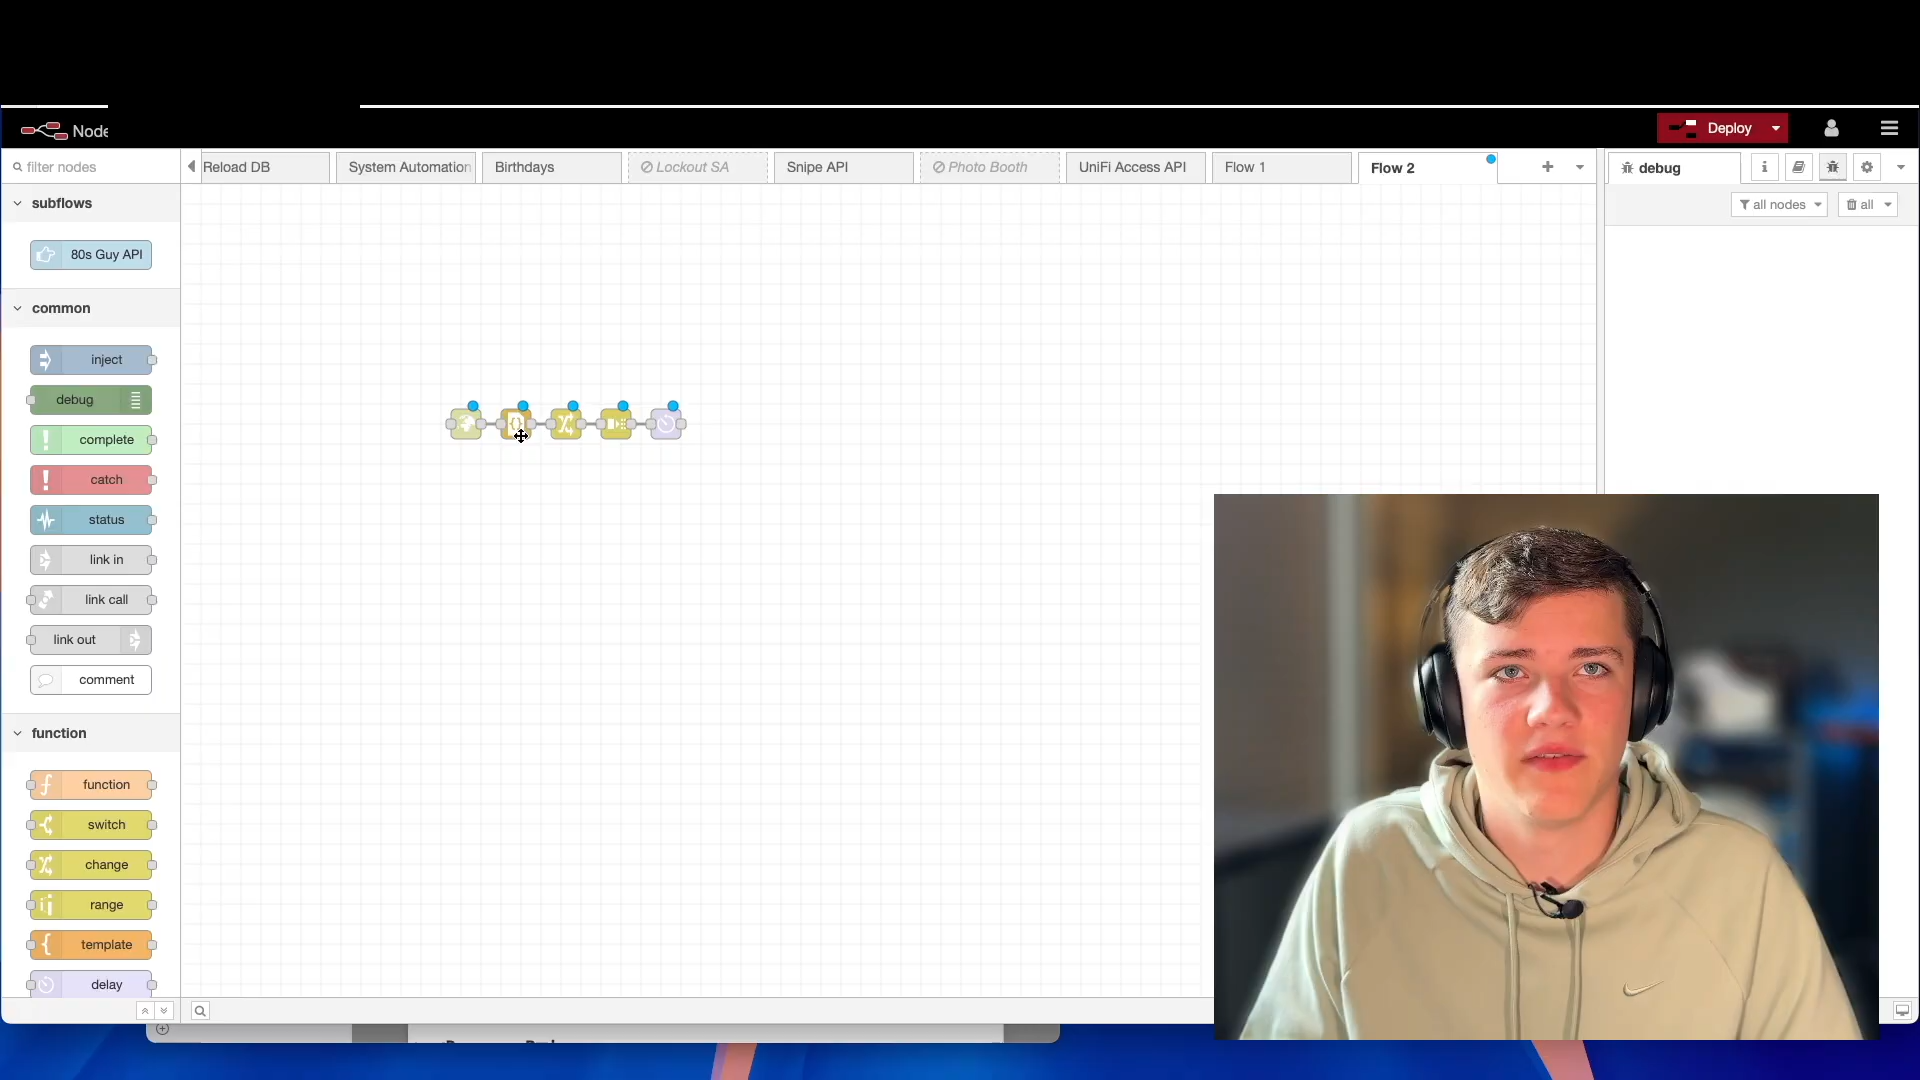 Node
Deploy
filter nodes
Reload DB
System Automation
Birthdays
Lockout SA
Snipe API
Photo Booth
UniFi Access API
Flow 1
Flow 2
debug
all nodes
all
subflows
80s Guy API
common
inject
debug
complete
catch
status
link in
link call
link out
comment
function
function
switch
change
range
template
delay